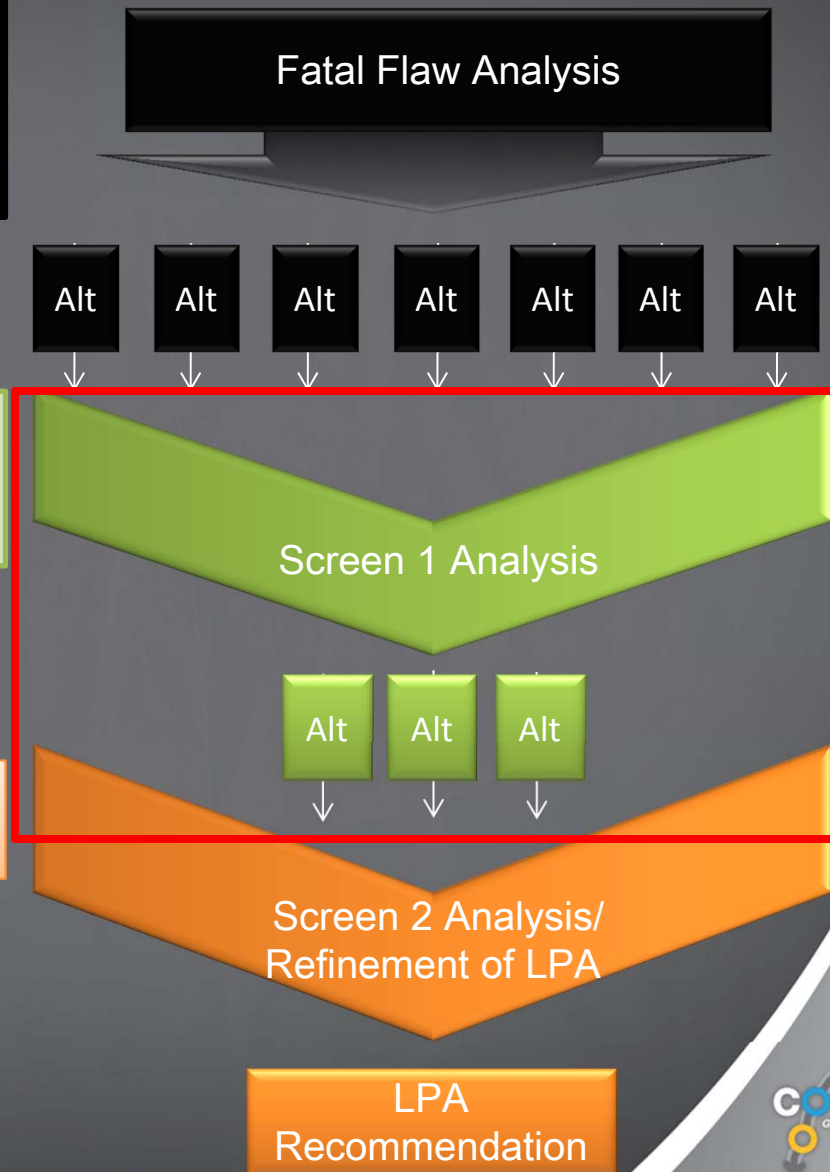 Fatal Flaw Analysis
Alt Alt Alt Alt Alt Alt Alt
Screen 1 Analysis
Alt Alt Alt
Screen 2 Analysis/
Refinement of LPA
LPA
Recommendation